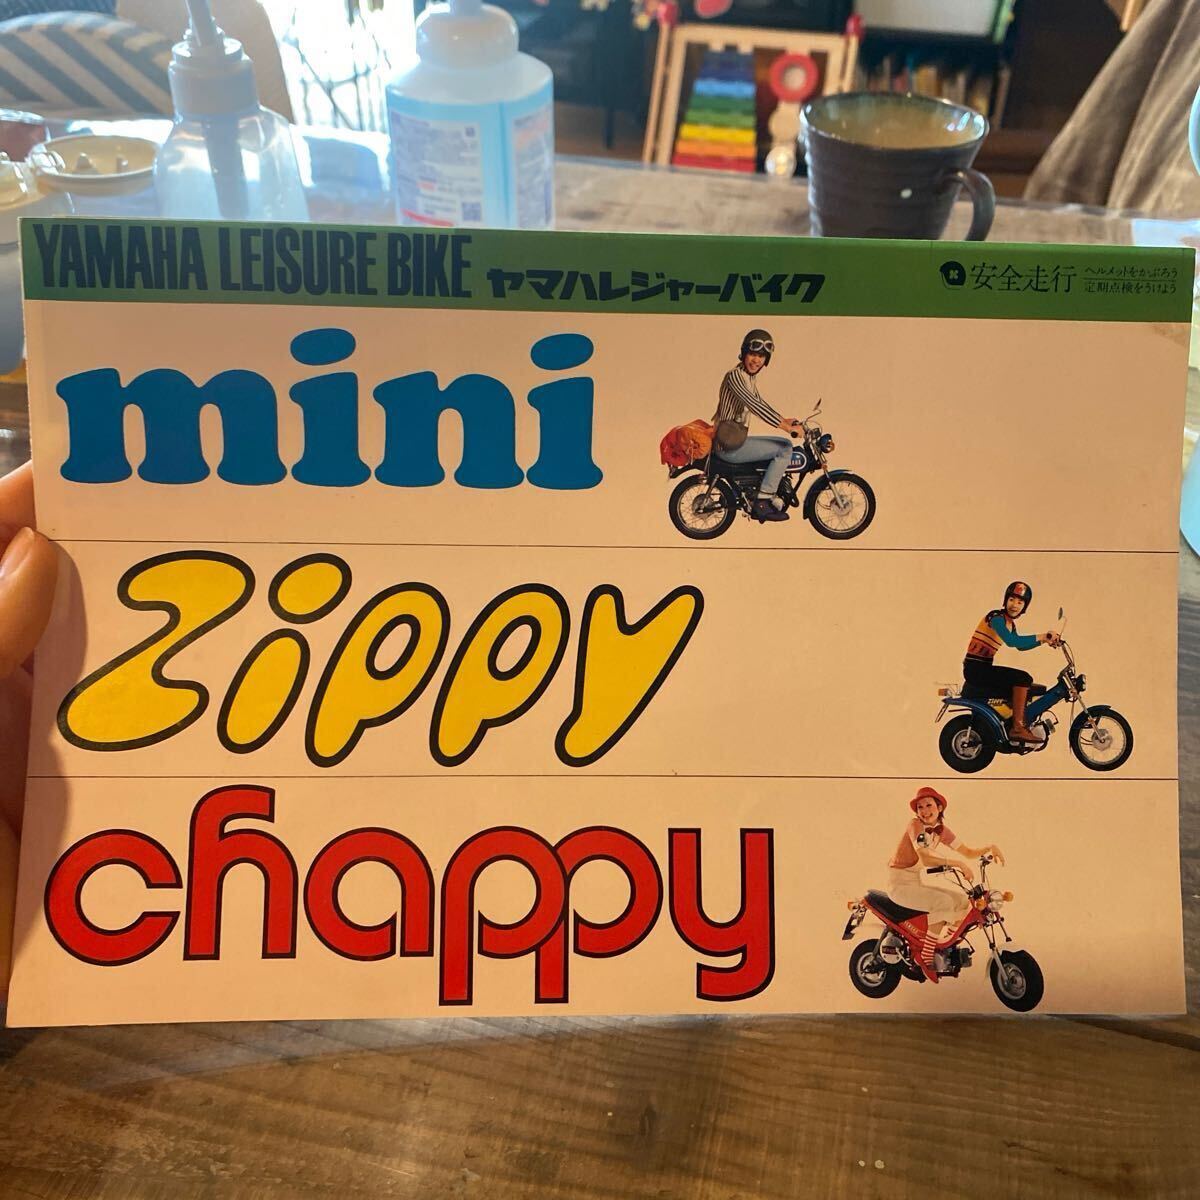 YAMAHA LEISURE BIKE ヤマハレジャーバイク
安全走行
ヘルメットをかぶろう
定期点検をうけよう
mini
YAMAHA
Zippy
Zippy
chappy